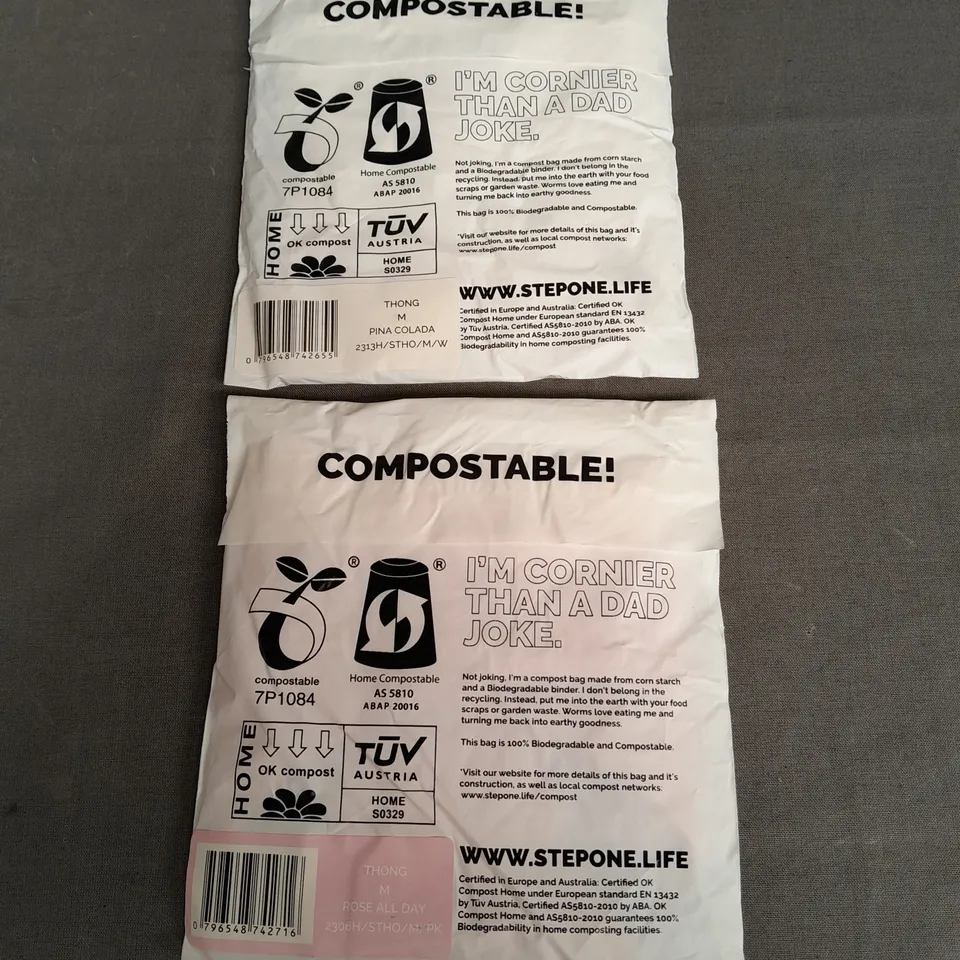 COMPOSTABLE!
®
®
compostable
7P1084
Home Compostable
AS 5810
ABAP 20016
HOME
OK compost
TÜV
AUSTRIA
HOME
S0329
I'M CORNIER
THAN A DAD
JOKE.
Not joking, I'm a compost bag made from corn starch
and a Biodegradable binder. I don't belong in the
recycling. Instead, put me into the earth with your food
scraps or garden waste. Worms love eating me and
turning me back into earthy goodness.
This bag is 100% Biodegradable and Compostable.
*Visit our website for more details of this bag and it's
construction, as well as local compost networks:
www.stepone.life/compost
WWW.STEPONE.LIFE
Certified in Europe and Australia: Certified OK
Compost Home under European standard EN 13432
by Tüv Austria. Certified AS5810-2010 by ABA. OK
Compost Home and AS5810-2010 guarantees 100%
Biodegradability in home composting facilities.
THONG
M
PINA COLADA
2313H/STHO/M/W
0 796548 742655
COMPOSTABLE!
®
®
compostable
7P1084
Home Compostable
AS 5810
ABAP 20016
HOME
OK compost
TÜV
AUSTRIA
HOME
S0329
I'M CORNIER
THAN A DAD
JOKE.
Not joking, I'm a compost bag made from corn starch
and a Biodegradable binder. I don't belong in the
recycling. Instead, put me into the earth with your food
scraps or garden waste. Worms love eating me and
turning me back into earthy goodness.
This bag is 100% Biodegradable and Compostable.
*Visit our website for more details of this bag and it's
construction, as well as local compost networks:
www.stepone.life/compost
WWW.STEPONE.LIFE
Certified in Europe and Australia: Certified OK
Compost Home under European standard EN 13432
by Tüv Austria. Certified AS5810-2010 by ABA. OK
Compost Home and AS5810-2010 guarantees 100%
Biodegradability in home composting facilities.
THONG
M
ROSE ALL DAY
2306H/STHO/M/PK
0 796548 742716